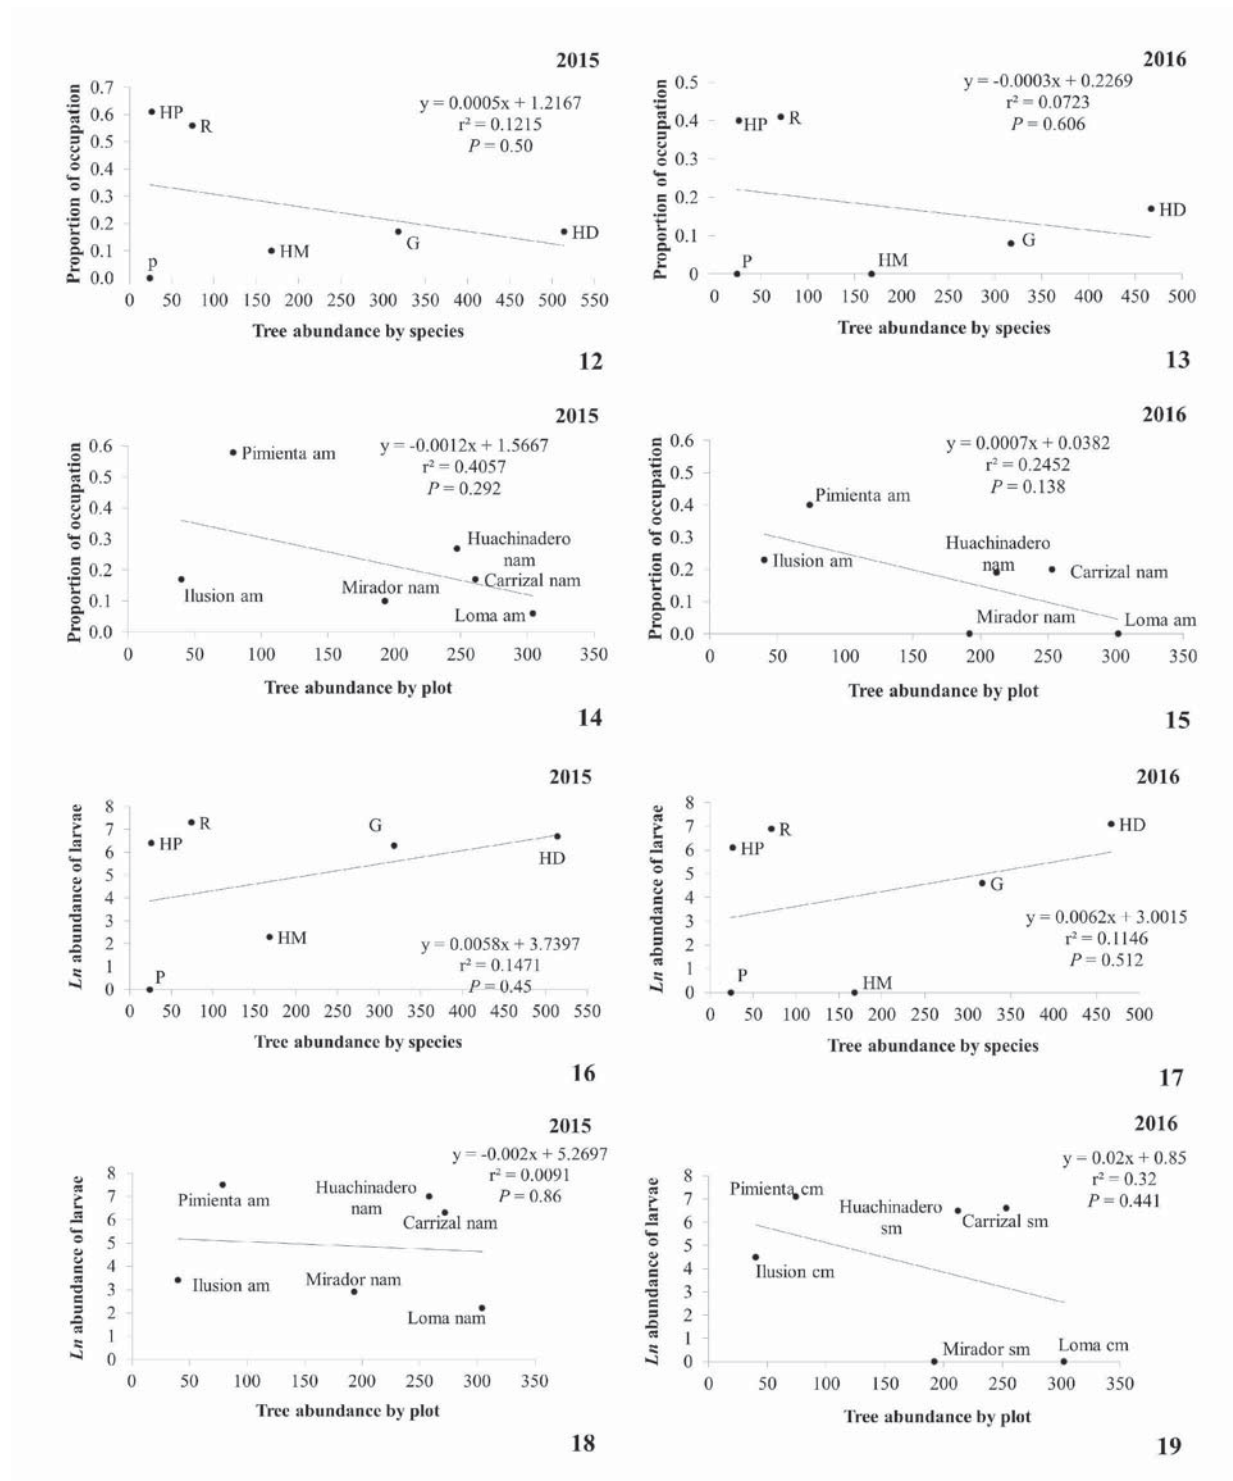 2015
0.7
0.6
0.5
0.4
0.3
0.2
0.1
0.0
Proportion of occupation
HP
R
y = 0.0005x + 1.2167
r² = 0.1215
P = 0.50
P
HM
G
HD
0 50 100 150 200 250 300 350 400 450 500 550
Tree abundance by species
12
2016
0.5
0.4
0.3
0.2
0.1
0
Proportion of occupation
y = -0.0003x + 0.2269
r² = 0.0723
P = 0.606
HP
R
HD
G
P
HM
0 50 100 150 200 250 300 350 400 450 500
Tree abundance by species
13
2015
0.6
0.5
0.4
0.3
0.2
0.1
0.0
Proportion of occupation
Pimienta am
y = -0.0012x + 1.5667
r² = 0.4057
P = 0.292
Huachinadero
nam
Carrizal nam
Mirador nam
Ilusion am
Loma am
0 50 100 150 200 250 300 350
Tree abundance by plot
14
2016
0.6
0.5
0.4
0.3
0.2
0.1
0.0
Proportion of occupation
y = 0.0007x + 0.0382
r² = 0.2452
P = 0.138
Pimienta am
Huachinadero
nam
Ilusion am
Carrizal nam
Mirador nam
Loma am
0 50 100 150 200 250 300 350
Tree abundance by plot
15
2015
8
7
6
5
4
3
2
1
0
Ln abundance of larvae
R
G
HP
HD
HM
y = 0.0058x + 3.7397
r² = 0.1471
P = 0.45
P
0 50 100 150 200 250 300 350 400 450 500 550
Tree abundance by species
16
2016
8
7
6
5
4
3
2
1
0
Ln abundance of larvae
HD
R
HP
G
y = 0.0062x + 3.0015
r² = 0.1146
P = 0.512
P
HM
0 50 100 150 200 250 300 350 400 450 500
Tree abundance by species
17
2015
y = -0.002x + 5.2697
r² = 0.0091
P = 0.86
8
7
6
5
4
3
2
1
0
Ln abundance of larvae
Pimienta am
Huachinadero
nam
Carrizal nam
Ilusion am
Mirador nam
Loma nam
0 50 100 150 200 250 300 350
Tree abundance by plot
18
2016
y = 0.02x + 0.85
r² = 0.32
P = 0.441
8
7
6
5
4
3
2
1
0
Ln abundance of larvae
Pimienta cm
Huachinadero
sm
Carrizal sm
Ilusion cm
Mirador sm
Loma cm
0 50 100 150 200 250 300 350
Tree abundance by plot
19